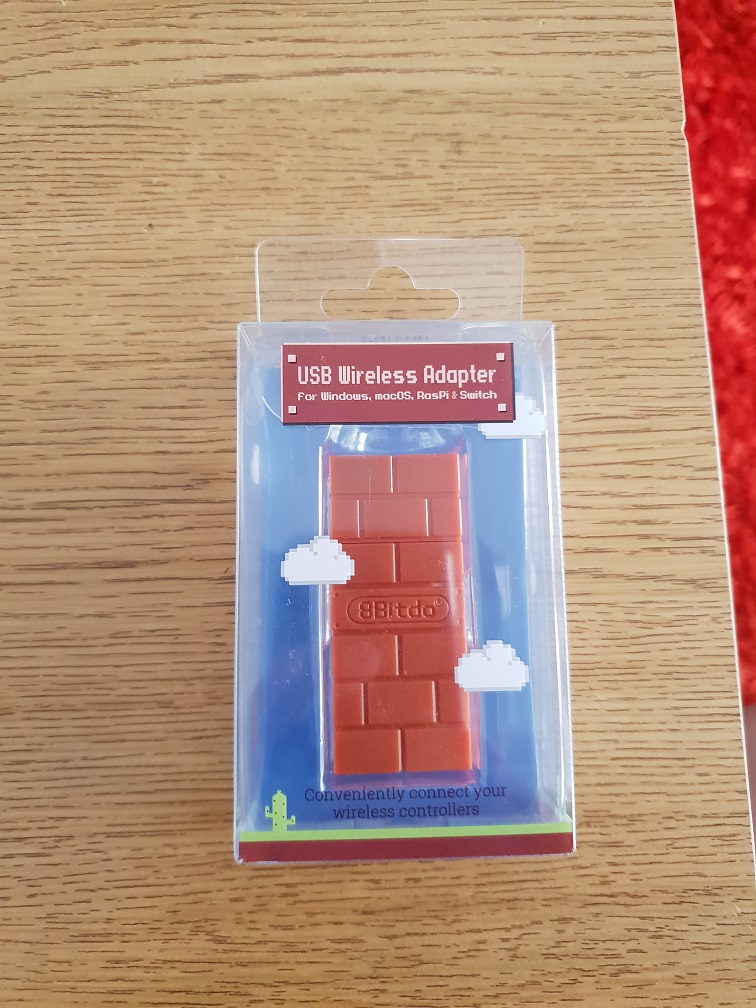 USB Wireless Adapter
For Windows, macOS, RasPi & Switch
8Bitdo
Conveniently connect your
wireless controllers